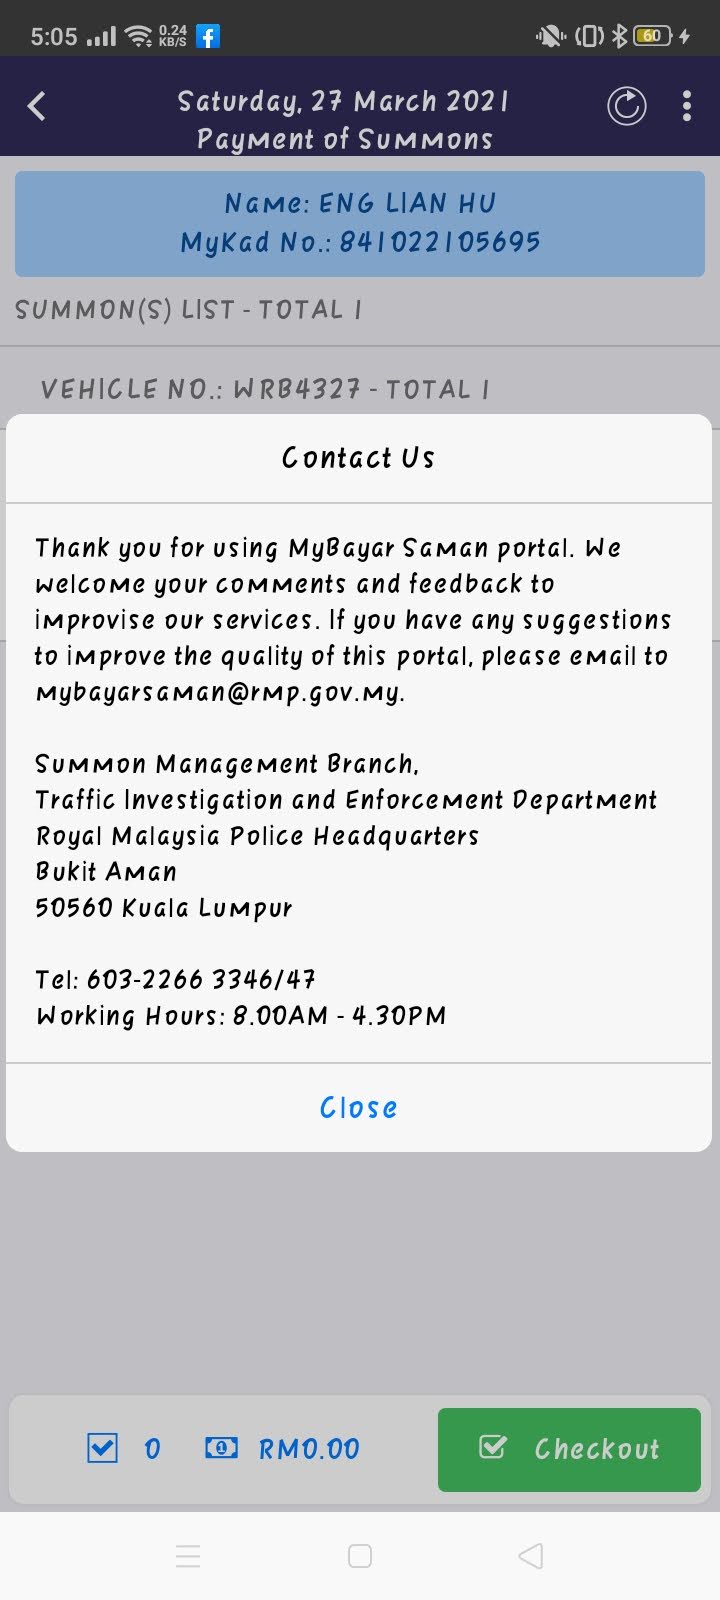 5:05
0.24
KB/S
60
Saturday, 27 March 2021
Payment of Summons
Name: ENG LIAN HU
MyKad No.: 841022105695
SUMMON(S) LIST - TOTAL 1
VEHICLE NO.: WRB4327 - TOTAL 1
Contact Us
Thank you for using MyBayar Saman portal. We
welcome your comments and feedback to
improvise our services. If you have any suggestions
to improve the quality of this portal, please email to
mybayarsaman@rmp.gov.my.
Summon Management Branch,
Traffic Investigation and Enforcement Department
Royal Malaysia Police Headquarters
Bukit Aman
50560 Kuala Lumpur
Tel: 603-2266 3346/47
Working Hours: 8.00AM - 4.30PM
Close
0 RM0.00 Checkout